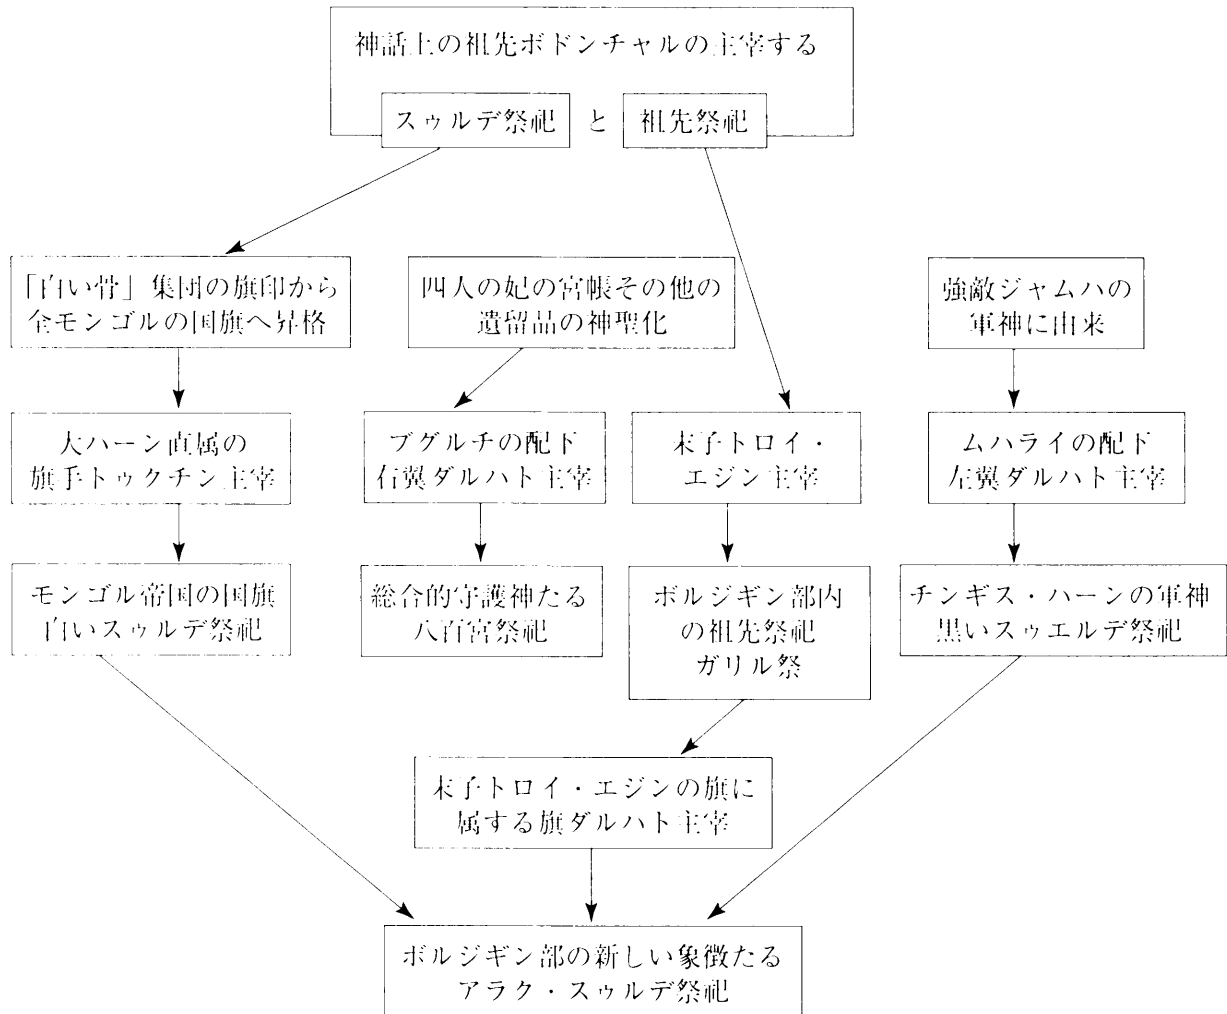 神話上の祖先ボドンチャルの主宰する
スゥルデ祭祀 と 祖先祭祀
「白い骨」集団の旗印から
全モンゴルの国旗へ昇格
四人の妃の宮帳その他の
遺留品の神聖化
強敵ジャムハの
軍神に由来
大ハーン直属の
旗手トゥクチン主宰
ブグルチの配下
右翼ダルハト主宰
末子トロイ・
エジン主宰
ムハライの配下
左翼ダルハト主宰
モンゴル帝国の国旗
白いスゥルデ祭祀
総合的守護神たる
八白宮祭祀
ボルジギン部内
の祖先祭祀
ガリル祭
チンギス・ハーンの軍神
黒いスゥエルデ祭祀
末子トロイ・エジンの旗に
属する旗ダルハト主宰
ボルジギン部の新しい象徴たる
アラク・スゥルデ祭祀